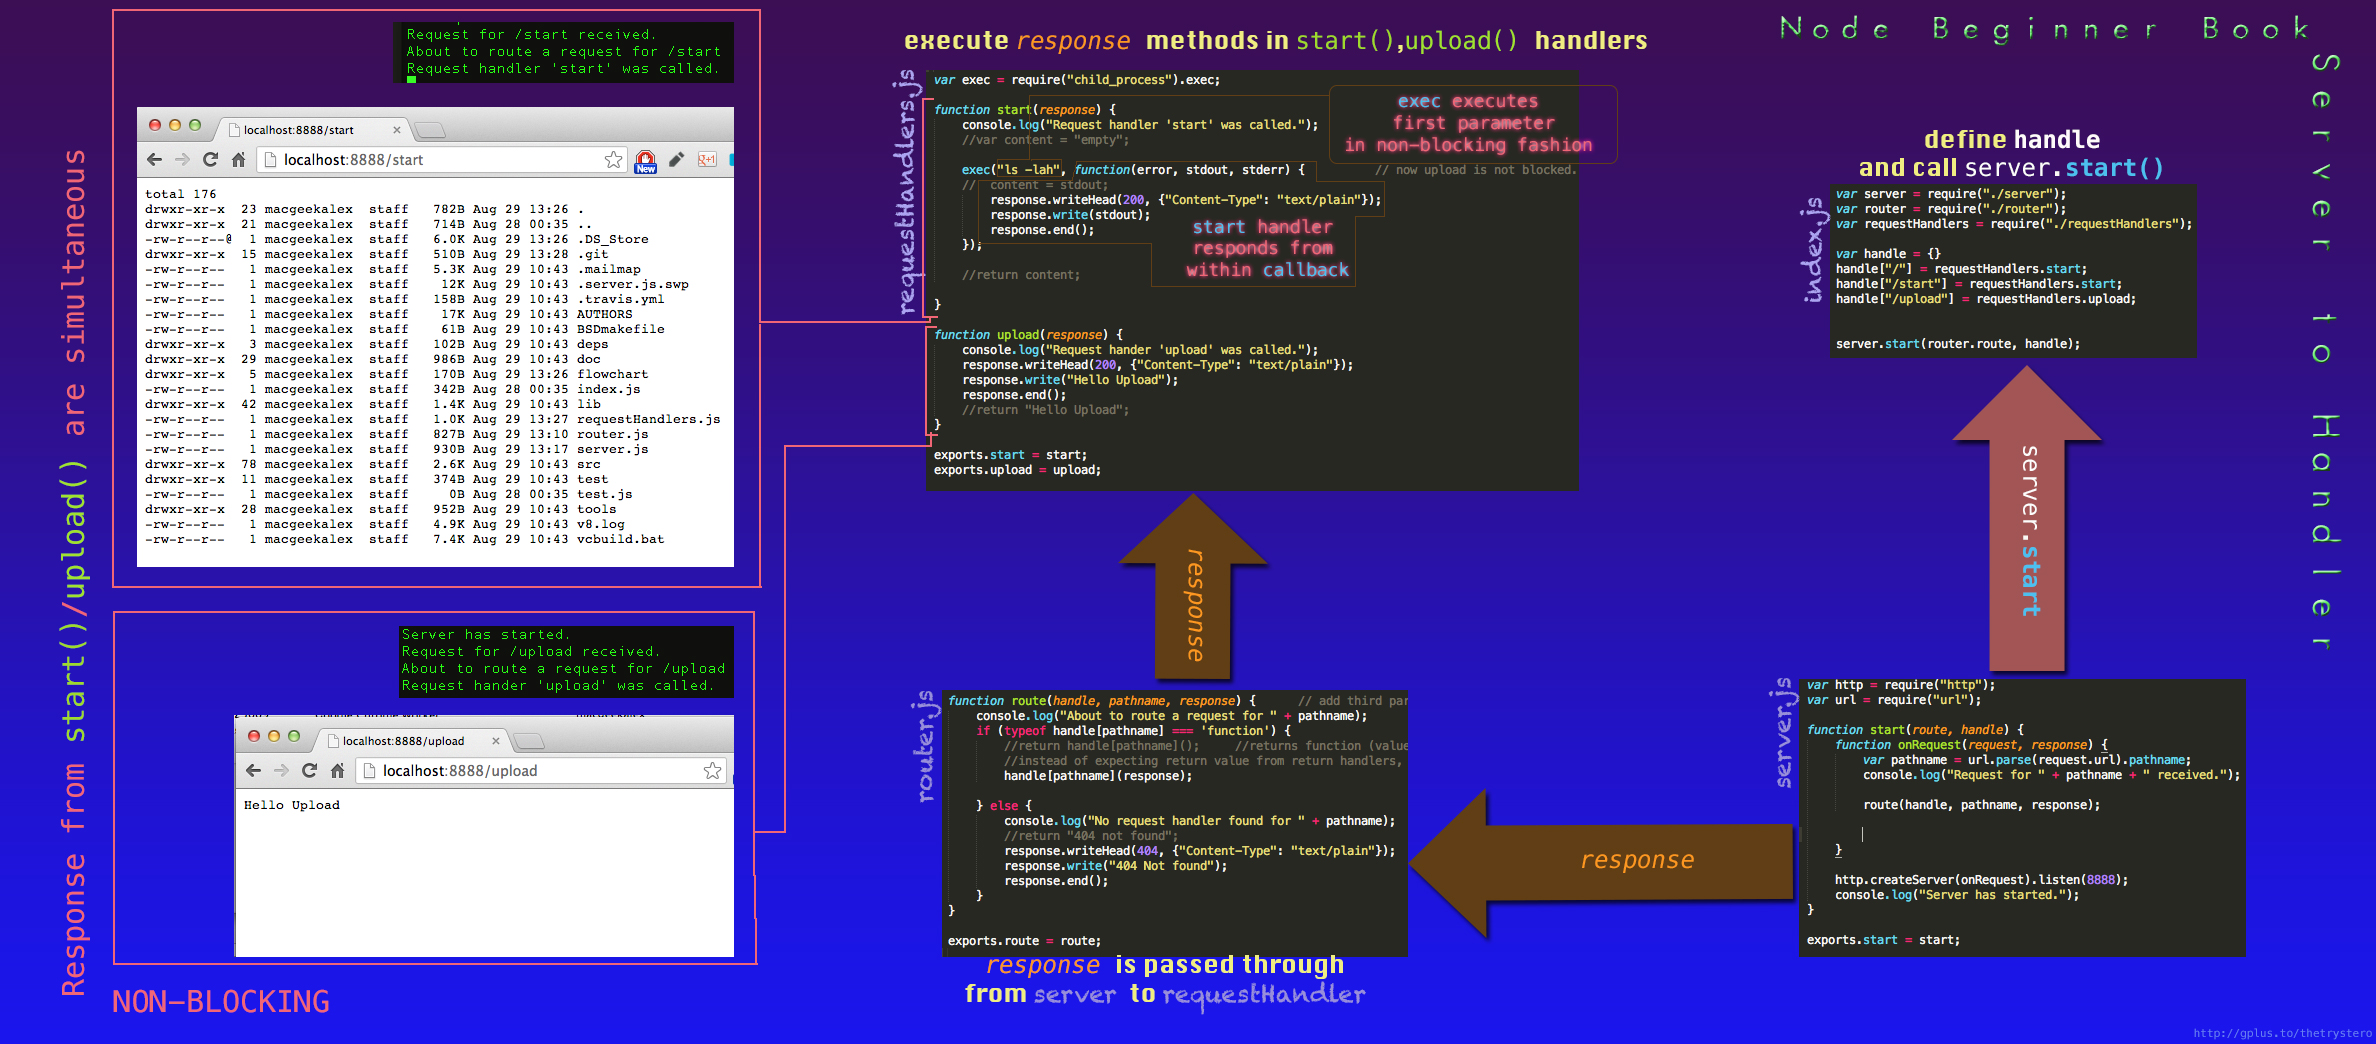 Node Beginner Book
Server to Handler
Response from start()/upload() are simultaneous
NON-BLOCKING
Request for /start received.
About to route a request for /start
Request handler 'start' was called.
localhost:8888/start
localhost:8888/start
New
total 176
drwxr-xr-x  23 macgeekalex  staff   782B Aug 29 13:26 .
drwxr-xr-x  21 macgeekalex  staff   714B Aug 28 00:35 ..
-rw-r--r--@  1 macgeekalex  staff   6.0K Aug 29 13:26 .DS_Store
drwxr-xr-x  15 macgeekalex  staff   510B Aug 29 13:28 .git
-rw-r--r--   1 macgeekalex  staff   5.3K Aug 29 10:43 .mailmap
-rw-r--r--   1 macgeekalex  staff    12K Aug 29 10:43 .server.js.swp
-rw-r--r--   1 macgeekalex  staff   158B Aug 29 10:43 .travis.yml
-rw-r--r--   1 macgeekalex  staff    17K Aug 29 10:43 AUTHORS
-rw-r--r--   1 macgeekalex  staff    61B Aug 29 10:43 BSDmakefile
drwxr-xr-x   3 macgeekalex  staff   102B Aug 29 10:43 deps
drwxr-xr-x  29 macgeekalex  staff   986B Aug 29 10:43 doc
drwxr-xr-x   5 macgeekalex  staff   170B Aug 29 13:26 flowchart
-rw-r--r--   1 macgeekalex  staff   342B Aug 28 00:35 index.js
drwxr-xr-x  42 macgeekalex  staff   1.4K Aug 29 10:43 lib
-rw-r--r--   1 macgeekalex  staff   1.0K Aug 29 13:27 requestHandlers.js
-rw-r--r--   1 macgeekalex  staff   827B Aug 29 13:10 router.js
-rw-r--r--   1 macgeekalex  staff   930B Aug 29 13:17 server.js
drwxr-xr-x  78 macgeekalex  staff   2.6K Aug 29 10:43 src
drwxr-xr-x  11 macgeekalex  staff   374B Aug 29 10:43 test
-rw-r--r--   1 macgeekalex  staff     0B Aug 28 00:35 test.js
drwxr-xr-x  28 macgeekalex  staff   952B Aug 29 10:43 tools
-rw-r--r--   1 macgeekalex  staff   4.9K Aug 29 10:43 v8.log
-rw-r--r--   1 macgeekalex  staff   7.4K Aug 29 10:43 vcbuild.bat
Server has started.
Request for /upload received.
About to route a request for /upload
Request hander 'upload' was called.
localhost:8888/upload
localhost:8888/upload
Hello Upload
execute response methods in start(),upload() handlers
requestHandlers.js
var exec = require("child_process").exec;
function start(response) {
console.log("Request handler 'start' was called.");
//var content = "empty";
exec("ls -lah", function(error, stdout, stderr) { // now upload is not blocked.
// content = stdout;
response.writeHead(200, {"Content-Type": "text/plain"});
response.write(stdout);
response.end();
});
//return content;
}
function upload(response) {
console.log("Request hander 'upload' was called.");
response.writeHead(200, {"Content-Type": "text/plain"});
response.write("Hello Upload");
response.end();
//return "Hello Upload";
}
exports.start = start;
exports.upload = upload;
exec executes
first parameter
in non-blocking fashion
start handler
responds from
within callback
response
router.js
function route(handle, pathname, response) { // add third par
console.log("About to route a request for " + pathname);
if (typeof handle[pathname] === 'function') {
//return handle[pathname](); //returns function (value
//instead of expecting return value from return handlers,
handle[pathname](response);
} else {
console.log("No request handler found for " + pathname);
//return "404 not found";
response.writeHead(404, {"Content-Type": "text/plain"});
response.write("404 Not found");
response.end();
}
}
exports.route = route;
response is passed through
from server to requestHandler
response
define handle
and call server.start()
index.js
var server = require("./server");
var router = require("./router");
var requestHandlers = require("./requestHandlers");
var handle = {}
handle["/"] = requestHandlers.start;
handle["/start"] = requestHandlers.start;
handle["/upload"] = requestHandlers.upload;
server.start(router.route, handle);
server.start
server.js
var http = require("http");
var url = require("url");
function start(route, handle) {
function onRequest(request, response) {
var pathname = url.parse(request.url).pathname;
console.log("Request for " + pathname + " received.");
route(handle, pathname, response);
}
http.createServer(onRequest).listen(8888);
console.log("Server has started.");
}
exports.start = start;
http://gplus.to/thetrystero